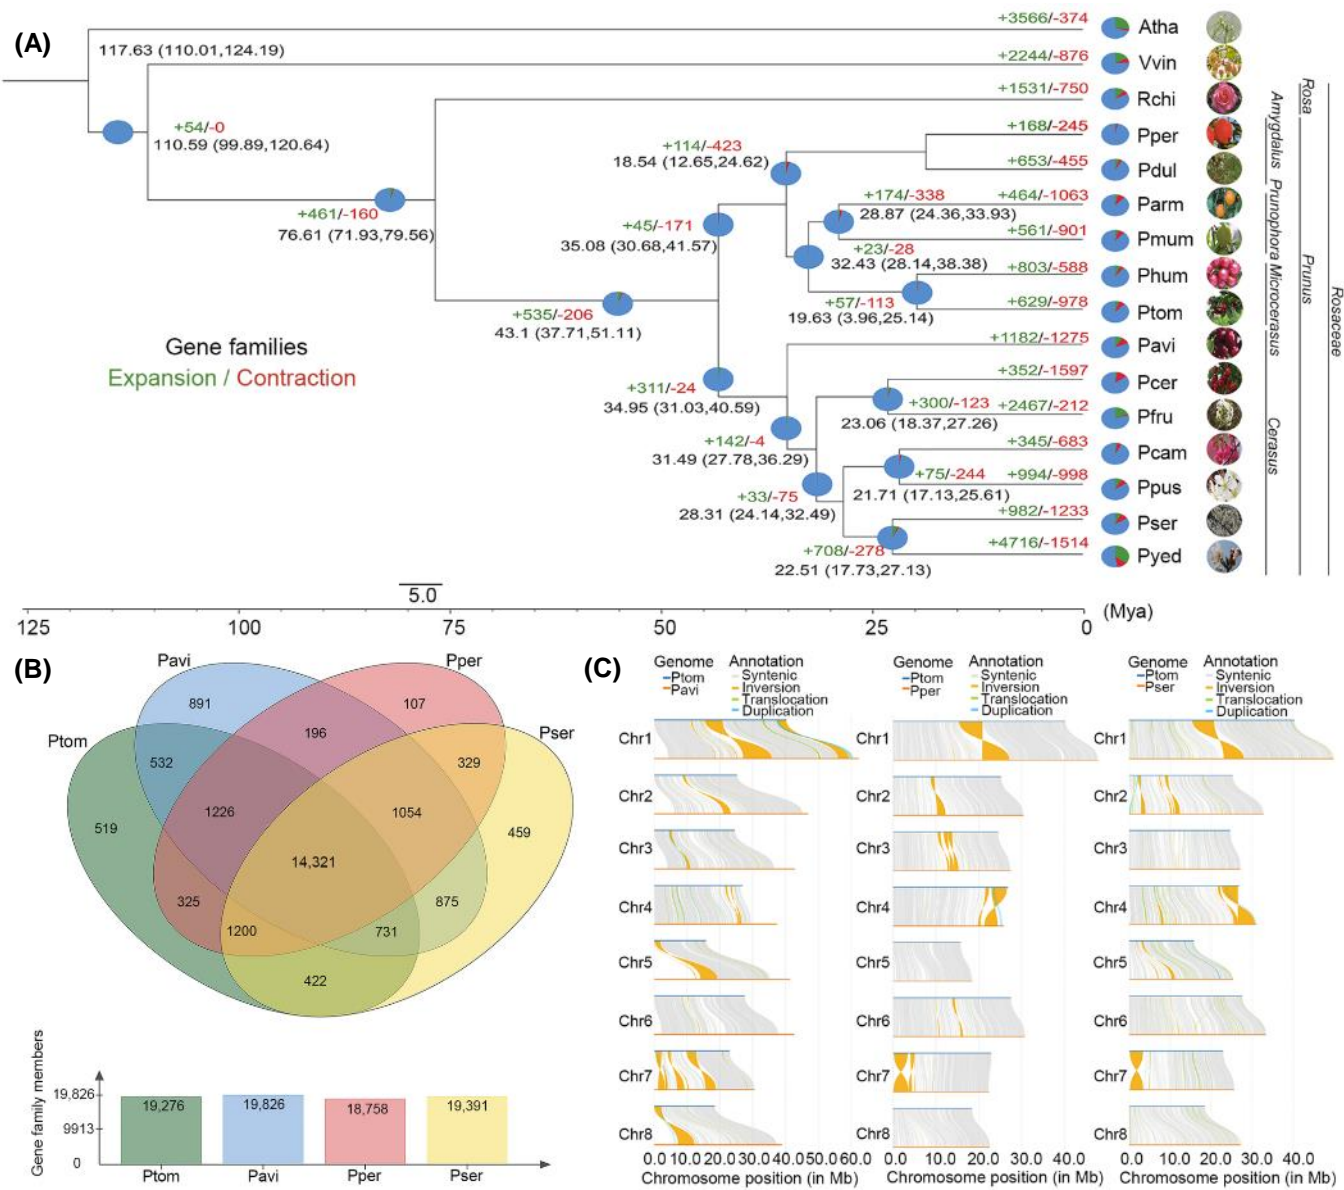 (A)
+3566/-374
Atha
117.63 (110.01,124.19)
+2244/-876
Vvin
+1531/-750
Rchi
Rosa
+54/-0
110.59 (99.89,120.64)
+168/-245
Pper
+114/-423
18.54 (12.65,24.62)
+653/-455
Pdul
Amygdalus
+174/-338
28.87 (24.36,33.93)
+464/-1063
Parm
+461/-160
76.61 (71.93,79.56)
+45/-171
35.08 (30.68,41.57)
+561/-901
Pmum
Prunophora
+23/-28
32.43 (28.14,38.38)
+803/-588
Phum
+57/-113
19.63 (3.96,25.14)
+629/-978
Ptom
Microcerasus
Prunus
Rosaceae
+535/-206
43.1 (37.71,51.11)
Gene families
Expansion / Contraction
+1182/-1275
Pavi
+352/-1597
Pcer
+311/-24
34.95 (31.03,40.59)
+300/-123
23.06 (18.37,27.26)
+2467/-212
Pfru
+142/-4
31.49 (27.78,36.29)
+345/-683
Pcam
Cerasus
+75/-244
21.71 (17.13,25.61)
+994/-998
Ppus
+33/-75
28.31 (24.14,32.49)
+982/-1233
Pser
+708/-278
22.51 (17.73,27.13)
+4716/-1514
Pyed
5.0
125 100 75 50 25 0 (Mya)
(B)
Pavi
Pper
Ptom
Pser
891
107
196
532
329
1226
1054
519
459
14,321
325
875
1200
731
422
Gene family members
19,826
9913
0
19,276
19,826
18,758
19,391
Ptom
Pavi
Pper
Pser
(C)
Genome
Ptom
Pavi
Annotation
Syntenic
Inversion
Translocation
Duplication
Chr1
Chr2
Chr3
Chr4
Chr5
Chr6
Chr7
Chr8
0.0 10.0 20.0 30.0 40.0 50.0 60.0
Chromosome position (in Mb)
Genome
Ptom
Pper
Annotation
Syntenic
Inversion
Translocation
Duplication
Chr1
Chr2
Chr3
Chr4
Chr5
Chr6
Chr7
Chr8
0.0 10.0 20.0 30.0 40.0
Chromosome position (in Mb)
Genome
Ptom
Pser
Annotation
Syntenic
Inversion
Translocation
Duplication
Chr1
Chr2
Chr3
Chr4
Chr5
Chr6
Chr7
Chr8
0.0 10.0 20.0 30.0 40.0
Chromosome position (in Mb)